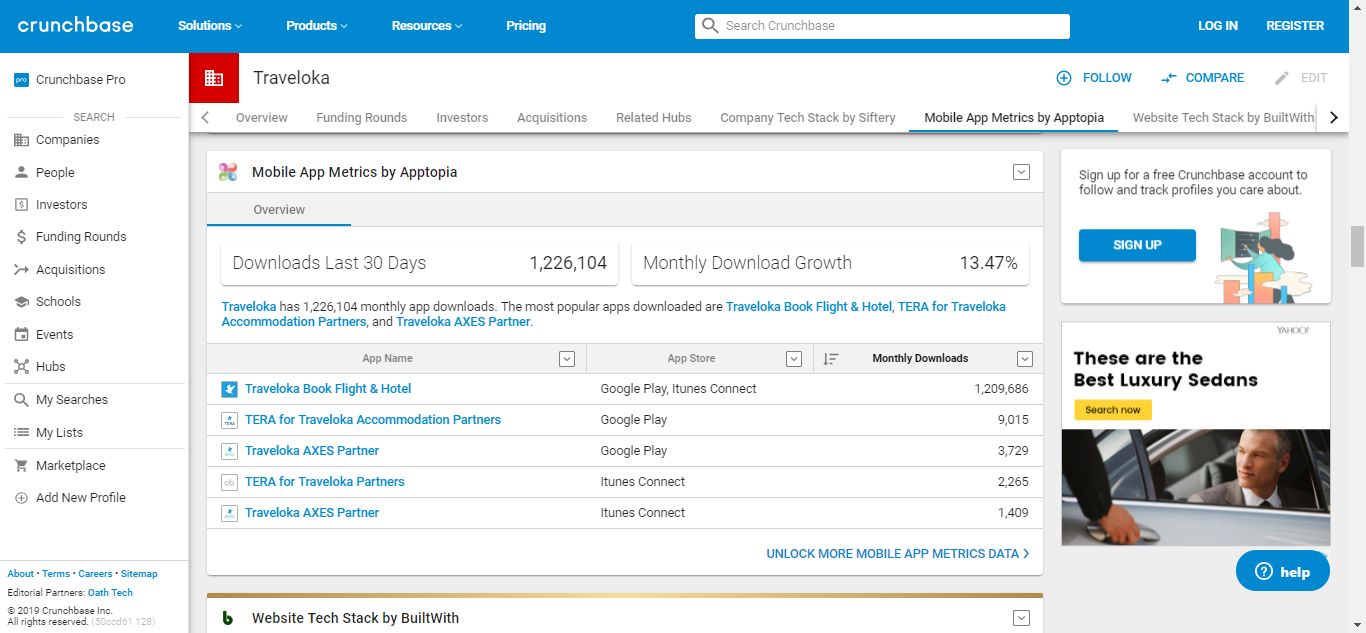 crunchbase
Solutions
Products
Resources
Pricing
Search Crunchbase
LOG IN
REGISTER
pro
Crunchbase Pro
SEARCH
Companies
People
Investors
Funding Rounds
Acquisitions
Schools
Events
Hubs
My Searches
My Lists
Marketplace
Add New Profile
About • Terms • Careers • Sitemap
Editorial Partners: Oath Tech
© 2019 Crunchbase Inc.
All rights reserved. (50ccd61 128)
Traveloka
FOLLOW
COMPARE
EDIT
Overview
Funding Rounds
Investors
Acquisitions
Related Hubs
Company Tech Stack by Siftery
Mobile App Metrics by Apptopia
Website Tech Stack by BuiltWith
Mobile App Metrics by Apptopia
Overview
Downloads Last 30 Days 1,226,104
Monthly Download Growth 13.47%
Traveloka has 1,226,104 monthly app downloads. The most popular apps downloaded are Traveloka Book Flight & Hotel, TERA for Traveloka
Accommodation Partners, and Traveloka AXES Partner.
App Name App Store Monthly Downloads
Traveloka Book Flight & Hotel Google Play, Itunes Connect 1,209,686
TERA for Traveloka Accommodation Partners Google Play 9,015
Traveloka AXES Partner Google Play 3,729
TERA for Traveloka Partners Itunes Connect 2,265
Traveloka AXES Partner Itunes Connect 1,409
UNLOCK MORE MOBILE APP METRICS DATA
Website Tech Stack by BuiltWith
Sign up for a free Crunchbase account to
follow and track profiles you care about.
SIGN UP
YAHOO!
These are the
Best Luxury Sedans
Search now
help